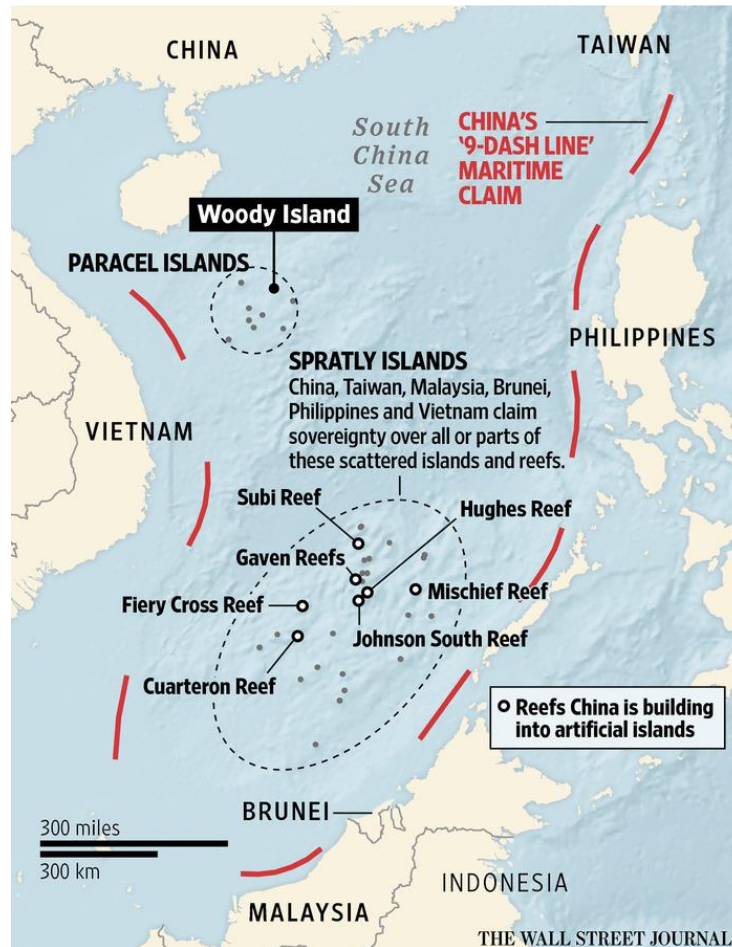 CHINA
TAIWAN
South
China
Sea
CHINA'S
'9-DASH LINE'
MARITIME
CLAIM
Woody Island
PARACEL ISLANDS
PHILIPPINES
SPRATLY ISLANDS
China, Taiwan, Malaysia, Brunei,
Philippines and Vietnam claim
sovereignty over all or parts of
these scattered islands and reefs.
VIETNAM
Subi Reef
Hughes Reef
Gaven Reefs
Mischief Reef
Fiery Cross Reef
Johnson South Reef
Cuarteron Reef
Reefs China is building
into artificial islands
BRUNEI
300 miles
300 km
INDONESIA
MALAYSIA
THE WALL STREET JOURNAL